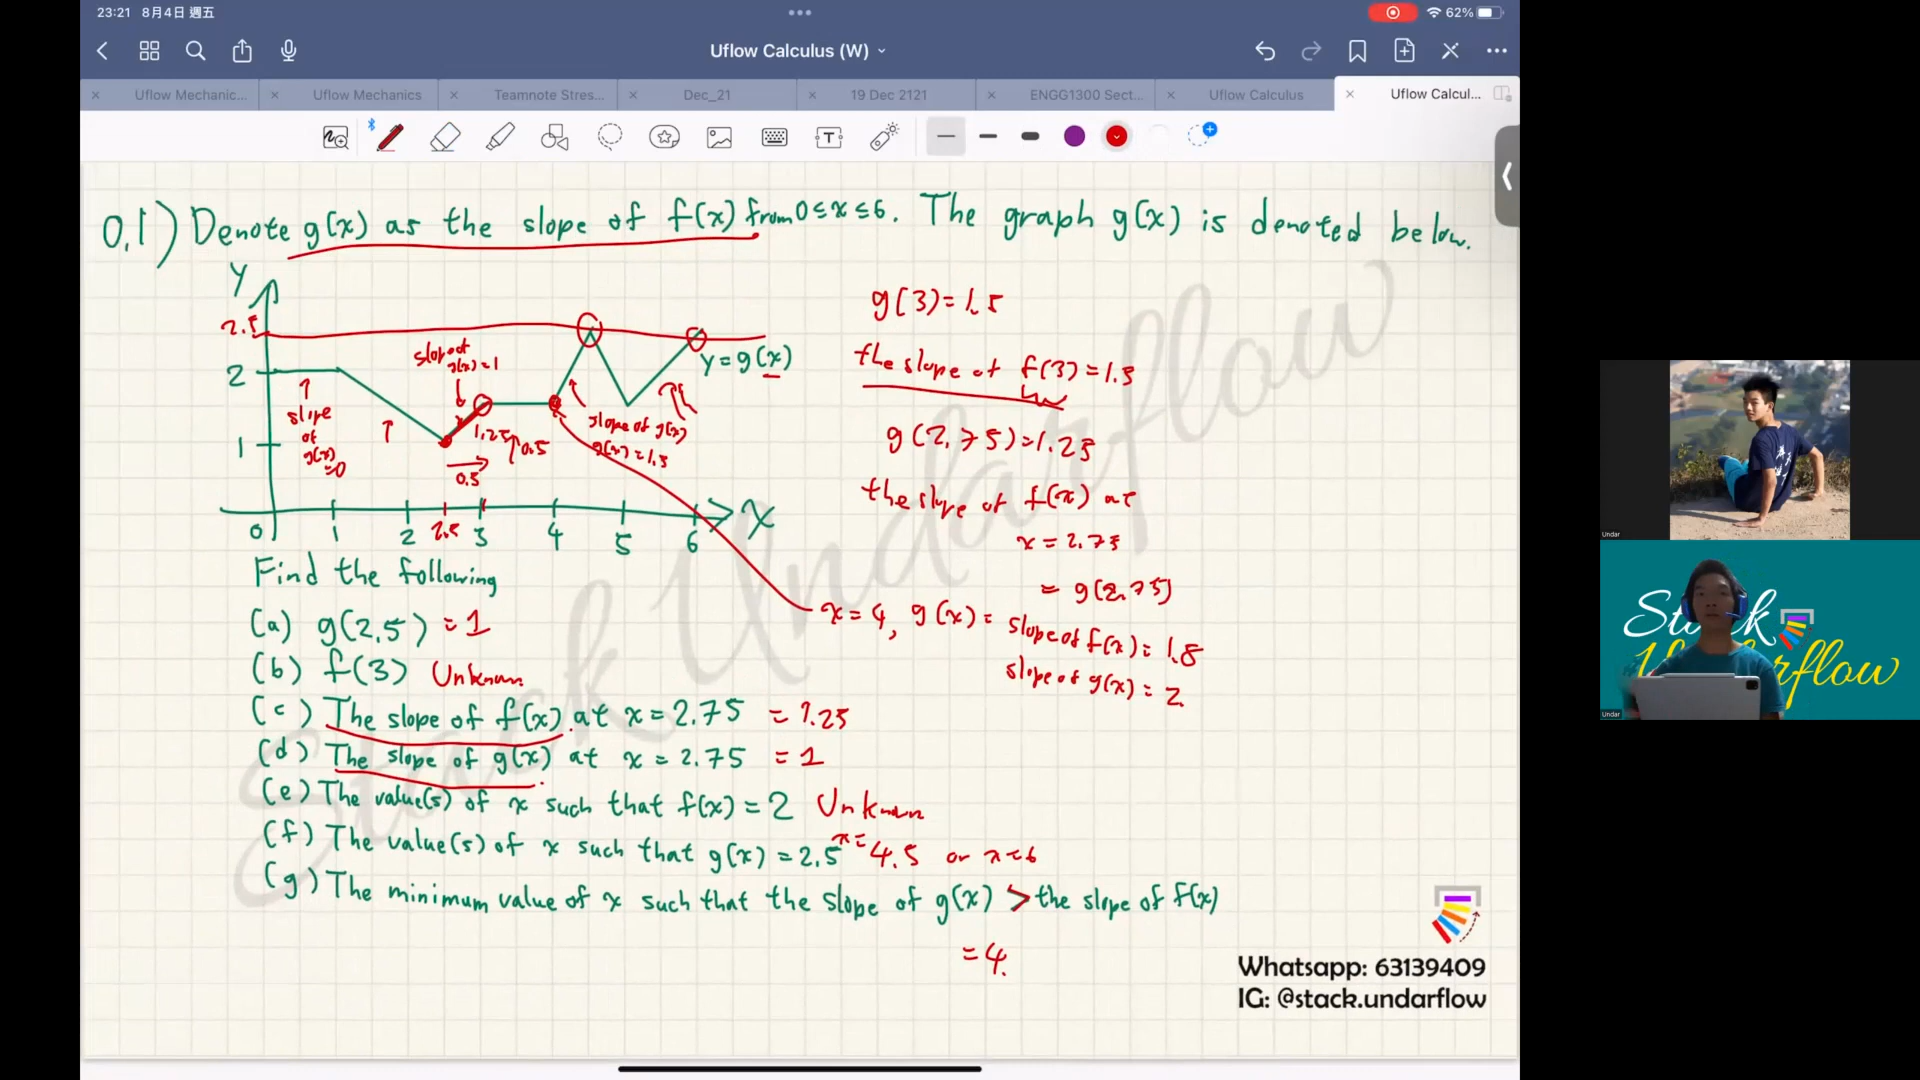 23:21 8月4日 週五
62%
Uflow Calculus (W)
Uflow Mechanic...
Uflow Mechanics
Teamnote Stres...
Dec_21
19 Dec 2121
ENGG1300 Sect...
Uflow Calculus
Uflow Calcul...
0.1) Denote g(x) as the slope of f(x) from 0≤x≤6. The graph g(x) is denoted below.
Y
2.5
2
1
0
1
2
2.5
3
4
5
6
X
slope of g(x)=0
slope of g(x)=1
1.25
0.5
0.5
slope of g(x)
g(x)=1.5
Y=g(x)
g(3)=1.5
the slope of f(3)=1.5
g(2.75)=1.25
the slope of f(x) at
x=2.75
= g(2.75)
x=4, g(x)= slope of f(x)=1.5
slope of g(x)=2.
Find the following
(a) g(2.5) =1
(b) f(3) Unknown
(c) The slope of f(x) at x=2.75 =1.25
(d) The slope of g(x) at x=2.75 =1
(e) The value(s) of x such that f(x)=2 Unknown
(f) The value(s) of x such that g(x)=2.5 x=4.5 or x=6
(g) The minimum value of x such that the slope of g(x) > the slope of f(x)
=4.
Whatsapp: 63139409
IG: @stack.undarflow
Stack Undarflow
Undar
Stack
Undarflow
Undar